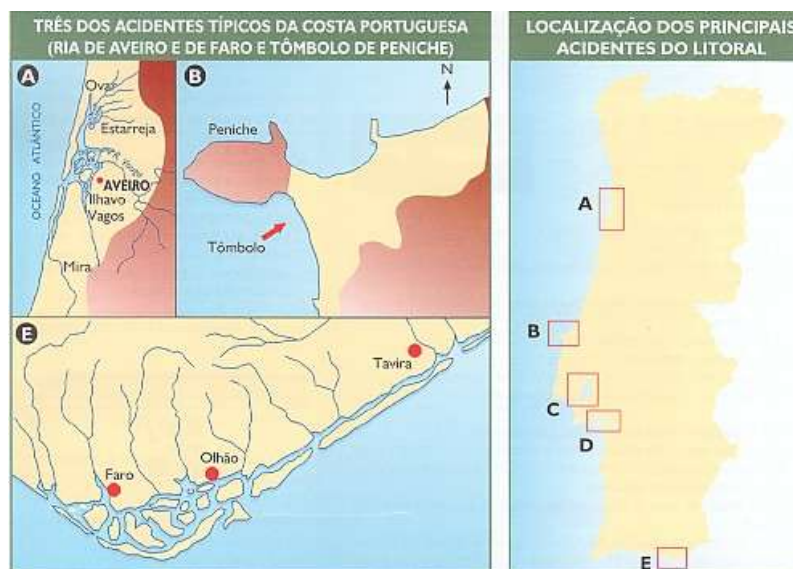 TRÊS DOS ACIDENTES TÍPICOS DA COSTA PORTUGUESA
(RIA DE AVEIRO E DE FARO E TÔMBOLO DE PENICHE)
A
Ovar
Estarreja
OCEANO ATLÂNTICO
R. Vouga
AVEIRO
Ílhavo
Vagos
Mira
B
N
Peniche
Tômbolo
E
Tavira
Olhão
Faro
LOCALIZAÇÃO DOS PRINCIPAIS
ACIDENTES DO LITORAL
A
B
C
D
E